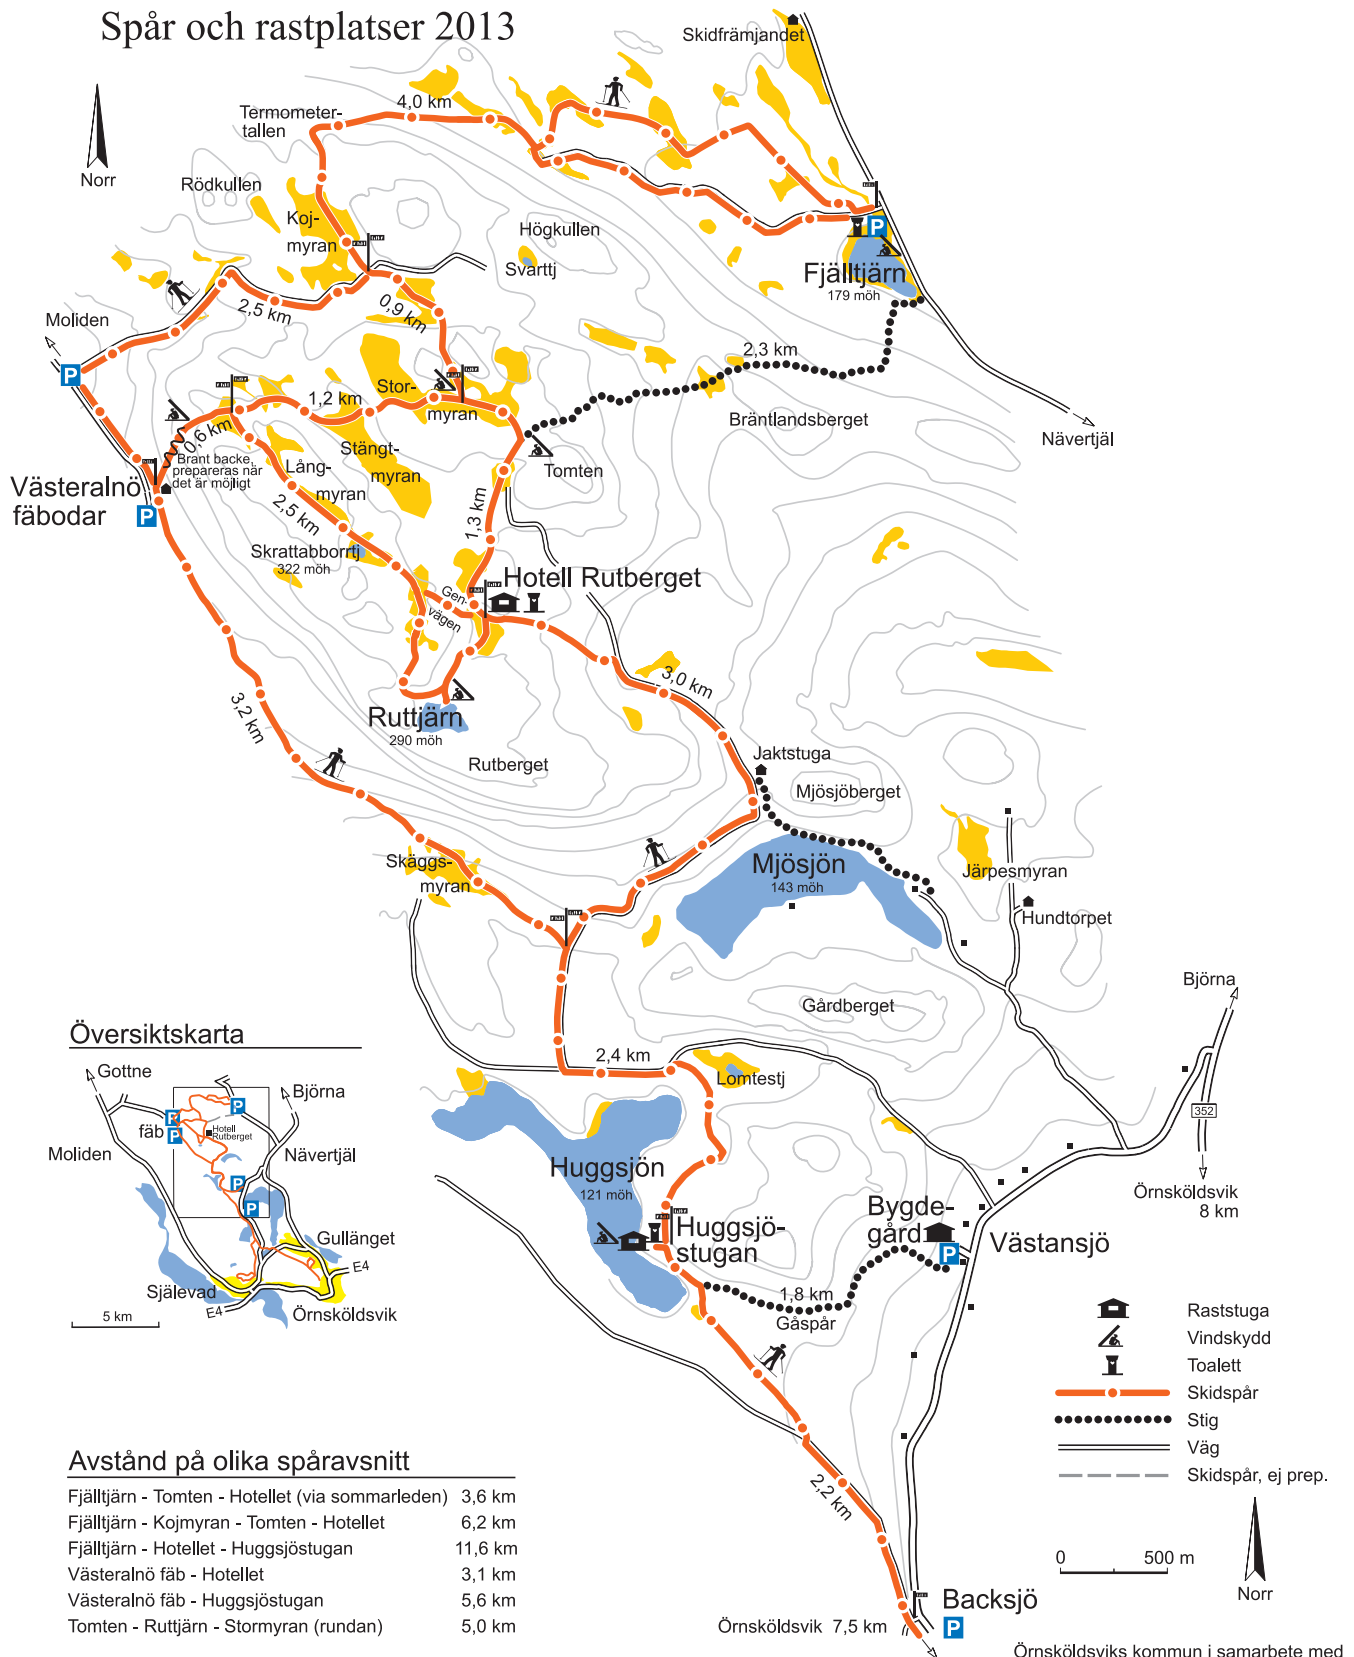 Spår och rastplatser 2013
Skidfrämjandet
Norr
Termometer-
tallen
4,0 km
Rödkullen
Koj-
myran
Högkullen
Svarttj
Fjälltjärn
179 möh
P
Moliden
P
2,5 km
0,9 km
2,3 km
Stor-
myran
1,2 km
Bräntlandsberget
Nävertjäl
0,6 km
Brant backe,
prepareras när
det är möjligt
Stängt-
myran
Tomten
Lång-
myran
Västeralnö
fäbodar
P
2,5 km
1,3 km
Skrattabborrtj
322 möh
Hotell Rutberget
Gen-
vägen
3,0 km
3,2 km
Ruttjärn
290 möh
Rutberget
Jaktstuga
Mjösjöberget
Skäggs-
myran
Mjösjön
143 möh
Järpesmyran
Hundtorpet
Gårdberget
Björna
352
Örnsköldsvik
8 km
Översiktskarta
Gottne
Björna
P
P
P
fäb
Hotell
Rutberget
Moliden
Nävertjäl
P
P
Gullänget
E4
Själevad
E4
Örnsköldsvik
5 km
2,4 km
Lomtestj
Huggsjön
121 möh
Huggsjö-
stugan
Bygde-
gård
P
Västansjö
1,8 km
Gåspår
Raststuga
Vindskydd
Toalett
Skidspår
Stig
Väg
Skidspår, ej prep.
2,2 km
0 500 m
Norr
Backsjö
P
Örnsköldsvik 7,5 km
Avstånd på olika spåravsnitt
Fjälltjärn - Tomten - Hotellet (via sommarleden) 3,6 km
Fjälltjärn - Kojmyran - Tomten - Hotellet 6,2 km
Fjälltjärn - Hotellet - Huggsjöstugan 11,6 km
Västeralnö fäb - Hotellet 3,1 km
Västeralnö fäb - Huggsjöstugan 5,6 km
Tomten - Ruttjärn - Stormyran (rundan) 5,0 km
Örnsköldsviks kommun i samarbete med